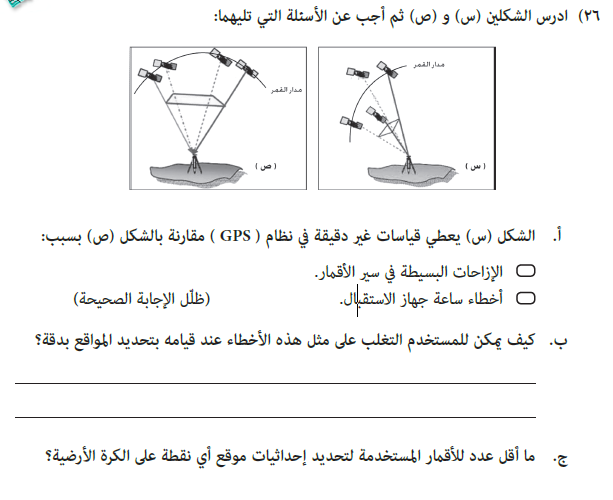 ٢٦) ادرس الشكلين (س) و (ص) ثم أجب عن الأسئلة التي تليهما:
مدار القمر
(س)
مدار القمر
(ص)
أ. الشكل (س) يعطي قياسات غير دقيقة في نظام (GPS) مقارنة بالشكل (ص) بسبب:
الإزاحات البسيطة في سير الأقمار.
أخطاء ساعة جهاز الاستقبال. (ظلّل الإجابة الصحيحة)
ب. كيف يمكن للمستخدم التغلب على مثل هذه الأخطاء عند قيامه بتحديد المواقع بدقة؟
ج. ما أقل عدد للأقمار المستخدمة لتحديد إحداثيات موقع أي نقطة على الكرة الأرضية؟